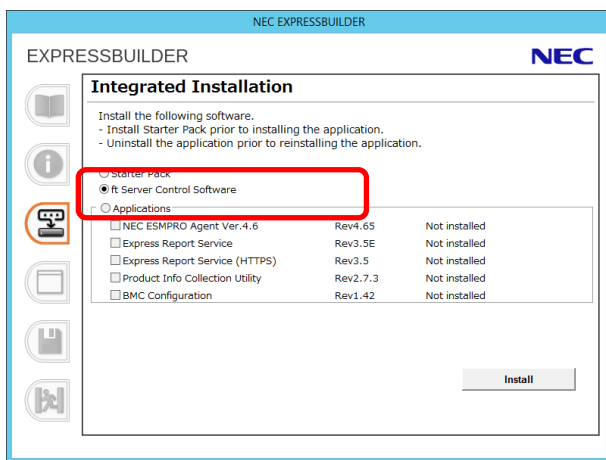 NEC EXPRESSBUILDER
EXPRESSBUILDER
NEC
Integrated Installation
Install the following software.
- Install Starter Pack prior to installing the application.
- Uninstall the application prior to reinstalling the application.
Starter Pack
ft Server Control Software
Applications
NEC ESMPRO Agent Ver.4.6 Rev4.65 Not installed
Express Report Service Rev3.5E Not installed
Express Report Service (HTTPS) Rev3.5 Not installed
Product Info Collection Utility Rev2.7.3 Not installed
BMC Configuration Rev1.42 Not installed
Install